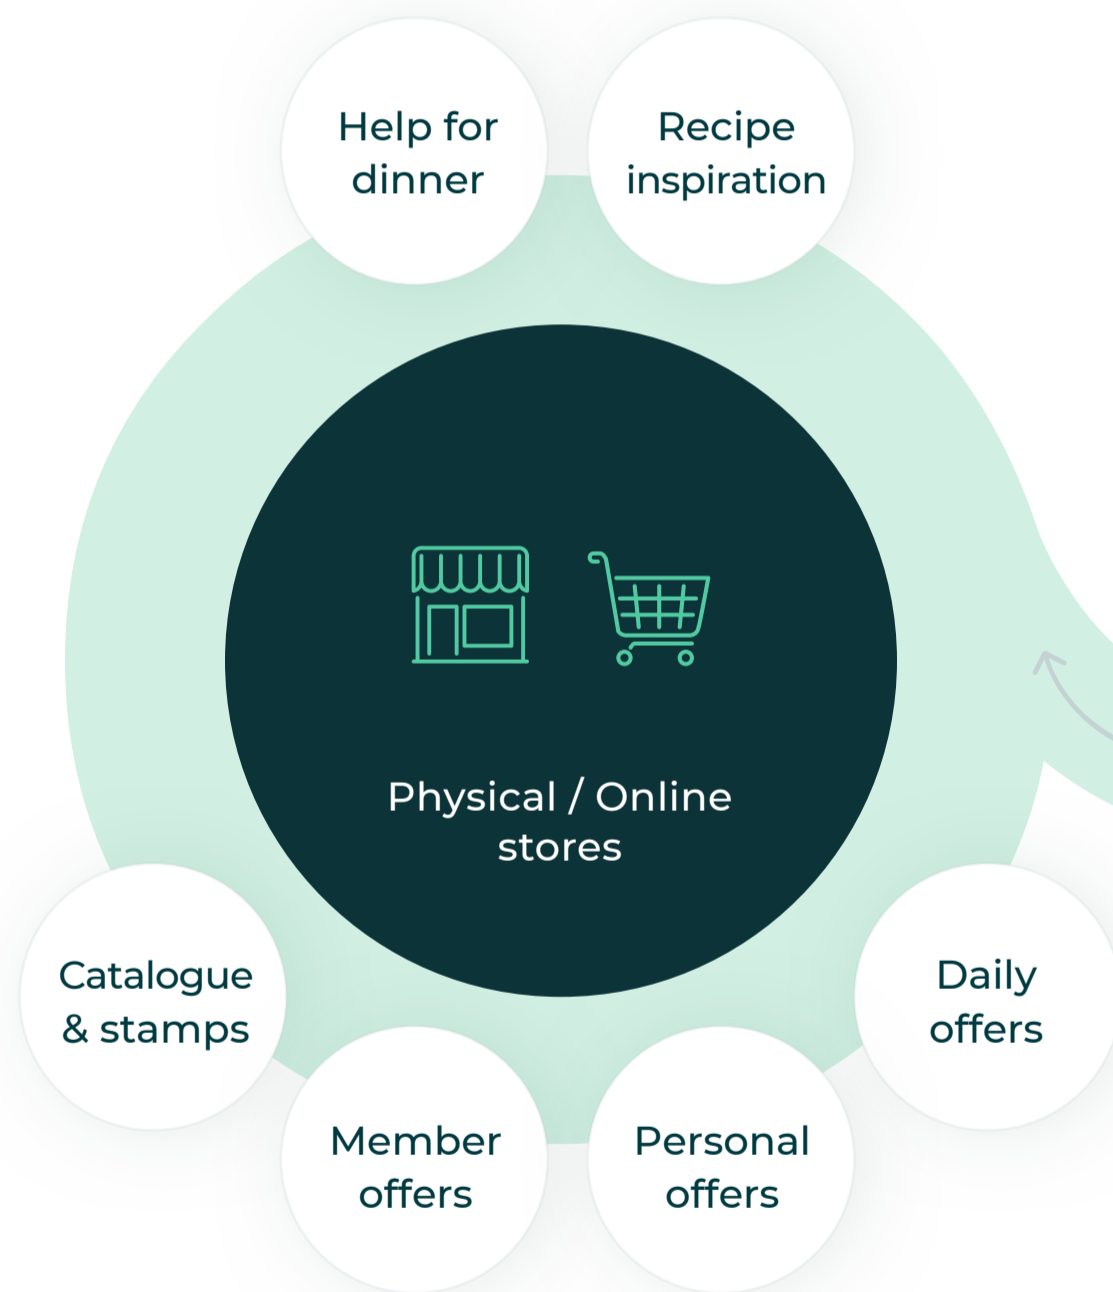 Help for
dinner
Recipe
inspiration
Physical / Online
stores
Catalogue
& stamps
Daily
offers
Member
offers
Personal
offers